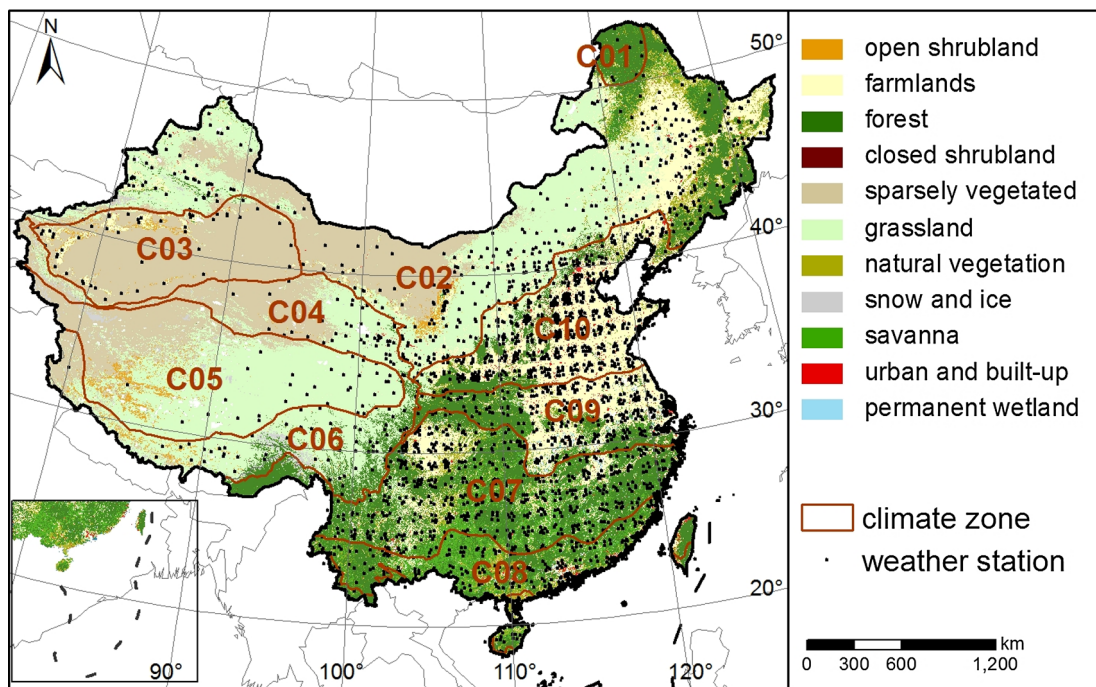 N
C01
50°
40°
30°
20°
C03
C02
C04
C10
C05
C09
C06
C07
C08
90°
100°
110°
120°
open shrubland
farmlands
forest
closed shrubland
sparsely vegetated
grassland
natural vegetation
snow and ice
savanna
urban and built-up
permanent wetland
climate zone
weather station
km
0 300 600 1,200